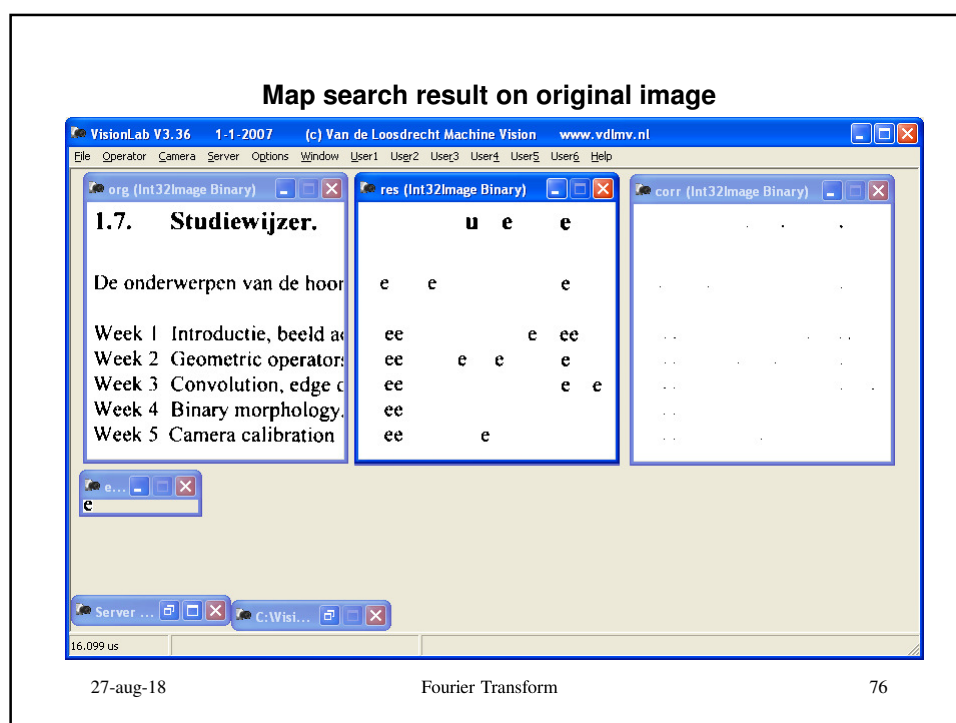 Map search result on original image
VisionLab V3.36 1-1-2007 (c) Van de Loosdrecht Machine Vision www.vdlmv.nl
File Operator Camera Server Options Window User1 User2 User3 User4 User5 User6 Help
org (Int32Image Binary)
1.7. Studiewijzer.
De onderwerpen van de hoor
Week 1 Introductie, beeld a
Week 2 Geometric operators
Week 3 Convolution, edge
Week 4 Binary morphology.
Week 5 Camera calibration
res (Int32Image Binary)
u e e
e e e
ee e ee
ee e e e
ee e e
ee
ee e
corr (Int32Image Binary)
e...
e
Server ...
C:\Visi...
16.099 us
27-aug-18 Fourier Transform 76